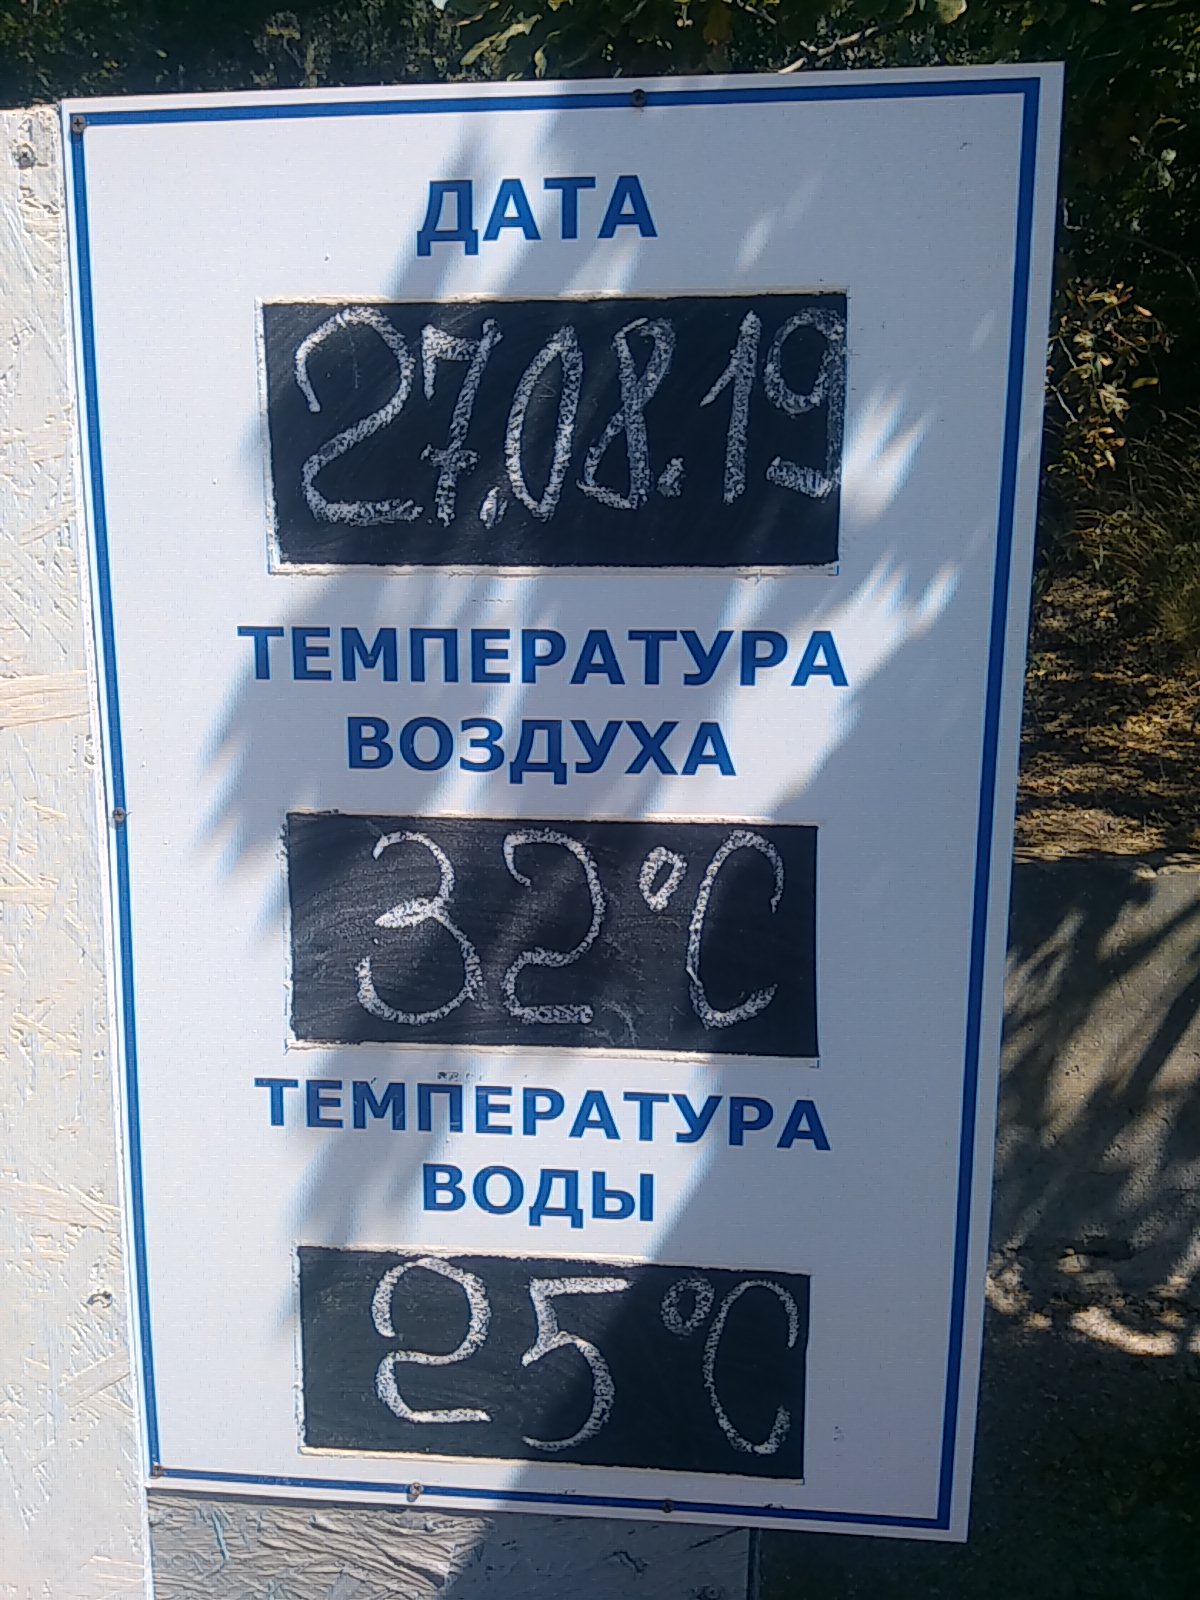 ДАТА
27.08.19
ТЕМПЕРАТУРА
ВОЗДУХА
32°C
ТЕМПЕРАТУРА
ВОДЫ
25°C